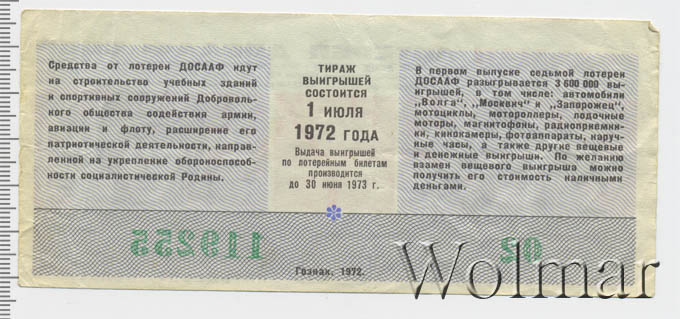 Средства от лотереи ДОСААФ идут
на строительство учебных зданий
и спортивных сооружений Доброволь-
ного общества содействия армии,
авиации и флоту, расширение его
патриотической деятельности, направ-
ленной на укрепление обороноспособ-
ности социалистической Родины.
ТИРАЖ
ВЫИГРЫШЕЙ
СОСТОИТСЯ
1 ИЮЛЯ
1972 ГОДА
Выдача выигрышей
по лотерейным билетам
производится
до 30 июня 1973 г.
В первом выпуске седьмой лотереи
ДОСААФ разыгрывается 3 600 000 вы-
игрышей, в том числе: автомобили
„Волга", „Москвич" и „Запорожец",
мотоциклы, мотороллеры, лодочные
моторы, магнитофоны, радиоприемни-
ки, кинокамеры, фотоаппараты, наруч-
ные часы, а также другие вещевые
и денежные выигрыши. По желанию
взамен вещевого выигрыша можно
получить его стоимость наличными
деньгами.
119255
02
Гознак. 1972.
Wolmar